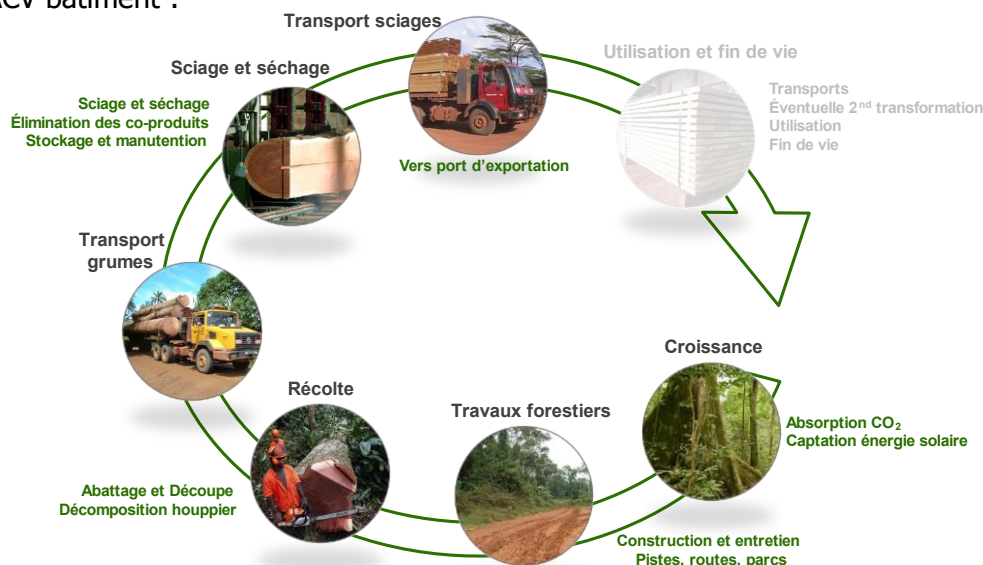 ACV bâtiment :
Transport sciages
Utilisation et fin de vie
Sciage et séchage
Transports
Éventuelle 2nd transformation
Utilisation
Fin de vie
Sciage et séchage
Élimination des co-produits
Stockage et manutention
Vers port d'exportation
Transport
grumes
Croissance
Récolte
Travaux forestiers
Absorption CO₂
Captation énergie solaire
Abattage et Découpe
Décomposition houppier
Construction et entretien
Pistes, routes, parcs